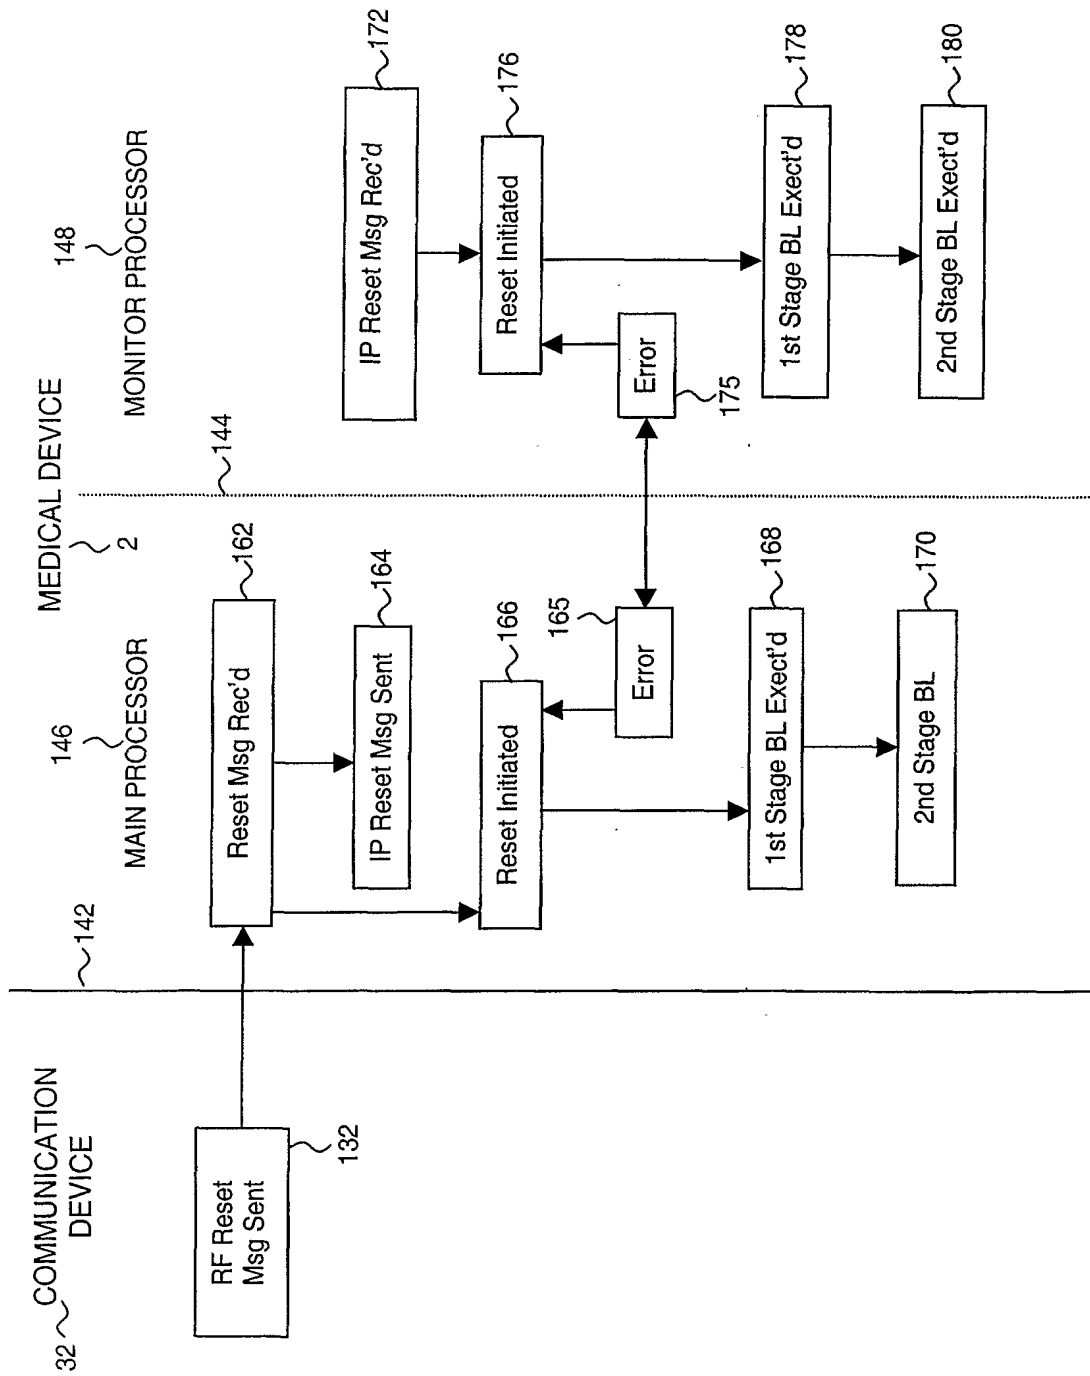 32 COMMUNICATION
DEVICE
142
MEDICAL DEVICE
2
146
MAIN PROCESSOR
144
148
MONITOR PROCESSOR
RF Reset
Msg Sent
132
Reset Msg Rec'd
162
IP Reset Msg Sent
164
IP Reset Msg Rec'd
172
Reset Initiated
166
Reset Initiated
176
Error
165
Error
175
1st Stage BL Exect'd
168
1st Stage BL Exect'd
178
2nd Stage BL
170
2nd Stage BL Exect'd
180